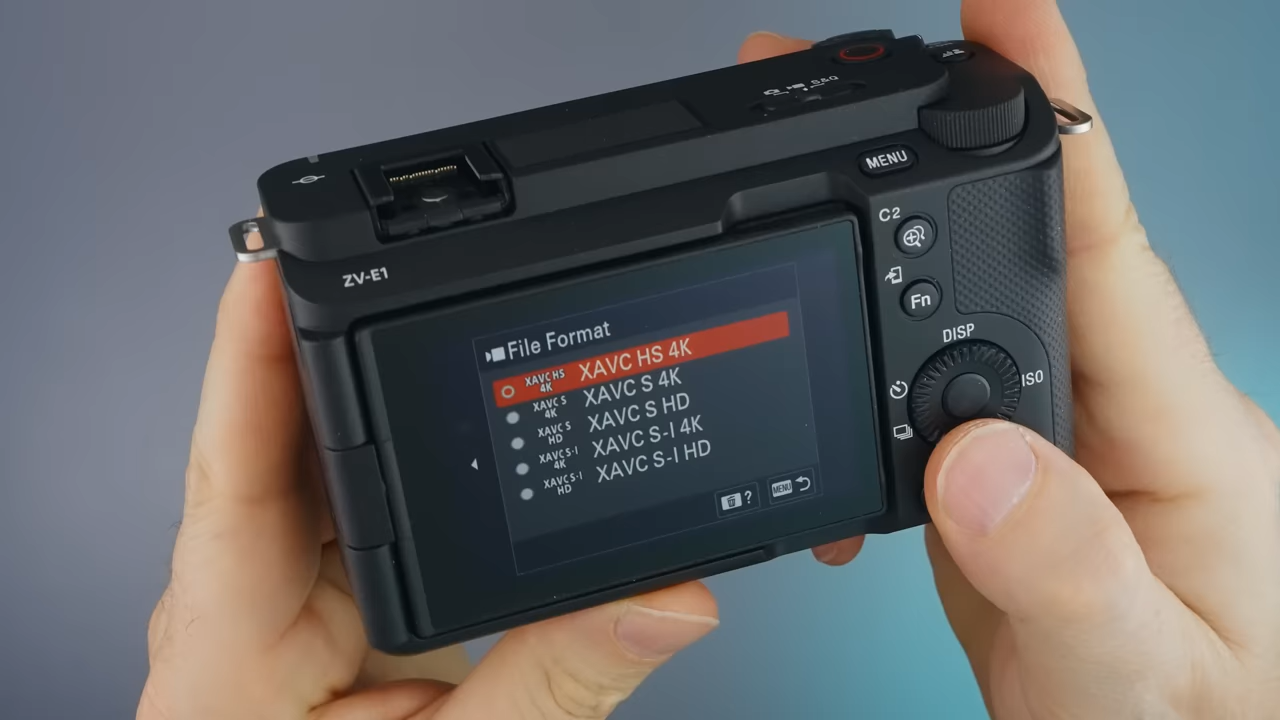 S&Q
MENU
C2
ZV-E1
Fn
DISP
ISO
File Format
XAVC HS 4K XAVC HS 4K
XAVC S 4K XAVC S 4K
XAVC S HD XAVC S HD
XAVC S-I 4K XAVC S-I 4K
XAVC S-I HD XAVC S-I HD
? MENU